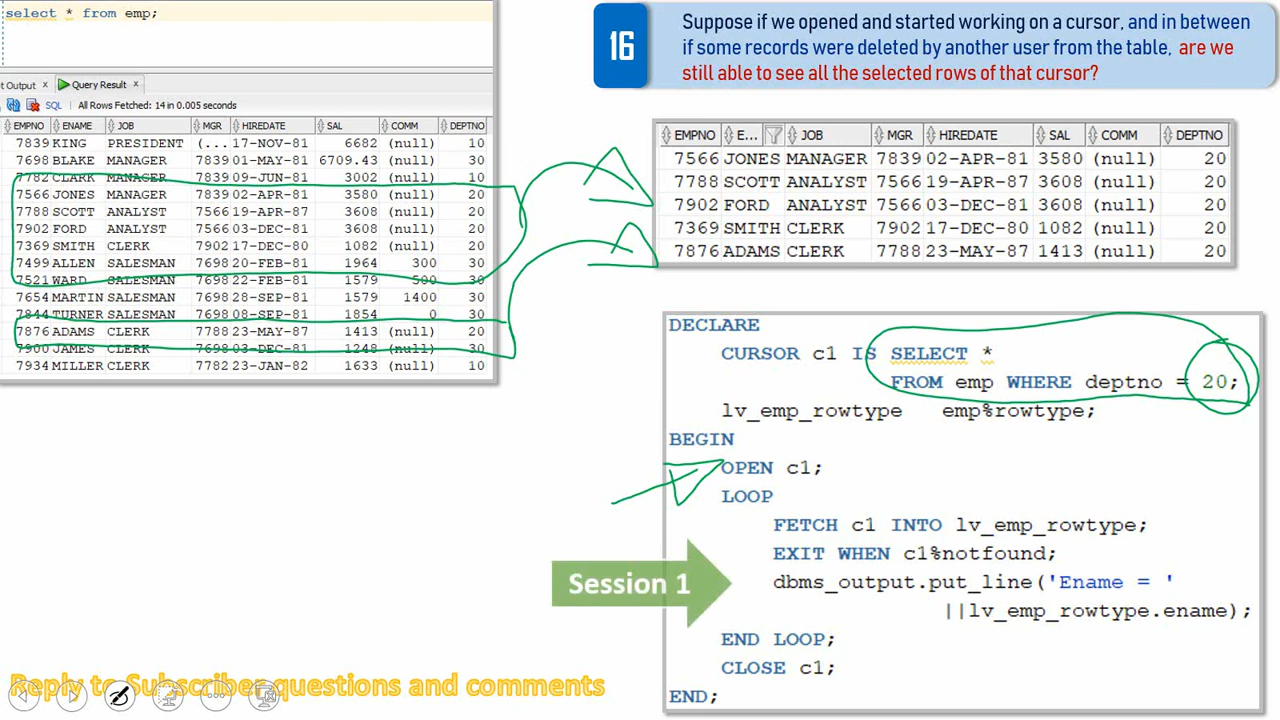 select * from emp;
t Output x Query Result x
SQL | All Rows Fetched: 14 in 0.005 seconds
EMPNO ENAME JOB MGR HIREDATE SAL COMM DEPTNO
7839 KING PRESIDENT (... 17-NOV-81 6682 (null) 10
7698 BLAKE MANAGER 7839 01-MAY-81 6709.43 (null) 30
7782 CLARK MANAGER 7839 09-JUN-81 3002 (null) 10
7566 JONES MANAGER 7839 02-APR-81 3580 (null) 20
7788 SCOTT ANALYST 7566 19-APR-87 3608 (null) 20
7902 FORD ANALYST 7566 03-DEC-81 3608 (null) 20
7369 SMITH CLERK 7902 17-DEC-80 1082 (null) 20
7499 ALLEN SALESMAN 7698 20-FEB-81 1964 300 30
7521 WARD SALESMAN 7698 22-FEB-81 1579 500 30
7654 MARTIN SALESMAN 7698 28-SEP-81 1579 1400 30
7844 TURNER SALESMAN 7698 08-SEP-81 1854 0 30
7876 ADAMS CLERK 7788 23-MAY-87 1413 (null) 20
7900 JAMES CLERK 7698 03-DEC-81 1248 (null) 30
7934 MILLER CLERK 7782 23-JAN-82 1633 (null) 10
16
Suppose if we opened and started working on a cursor, and in between
if some records were deleted by another user from the table, are we
still able to see all the selected rows of that cursor?
EMPNO E... JOB MGR HIREDATE SAL COMM DEPTNO
7566 JONES MANAGER 7839 02-APR-81 3580 (null) 20
7788 SCOTT ANALYST 7566 19-APR-87 3608 (null) 20
7902 FORD ANALYST 7566 03-DEC-81 3608 (null) 20
7369 SMITH CLERK 7902 17-DEC-80 1082 (null) 20
7876 ADAMS CLERK 7788 23-MAY-87 1413 (null) 20
DECLARE
CURSOR c1 IS SELECT *
FROM emp WHERE deptno = 20;
lv_emp_rowtype emp%rowtype;
BEGIN
OPEN c1;
LOOP
FETCH c1 INTO lv_emp_rowtype;
EXIT WHEN c1%notfound;
dbms_output.put_line('Ename = '
||lv_emp_rowtype.ename);
END LOOP;
CLOSE c1;
END;
Session 1
Reply to Subscriber questions and comments